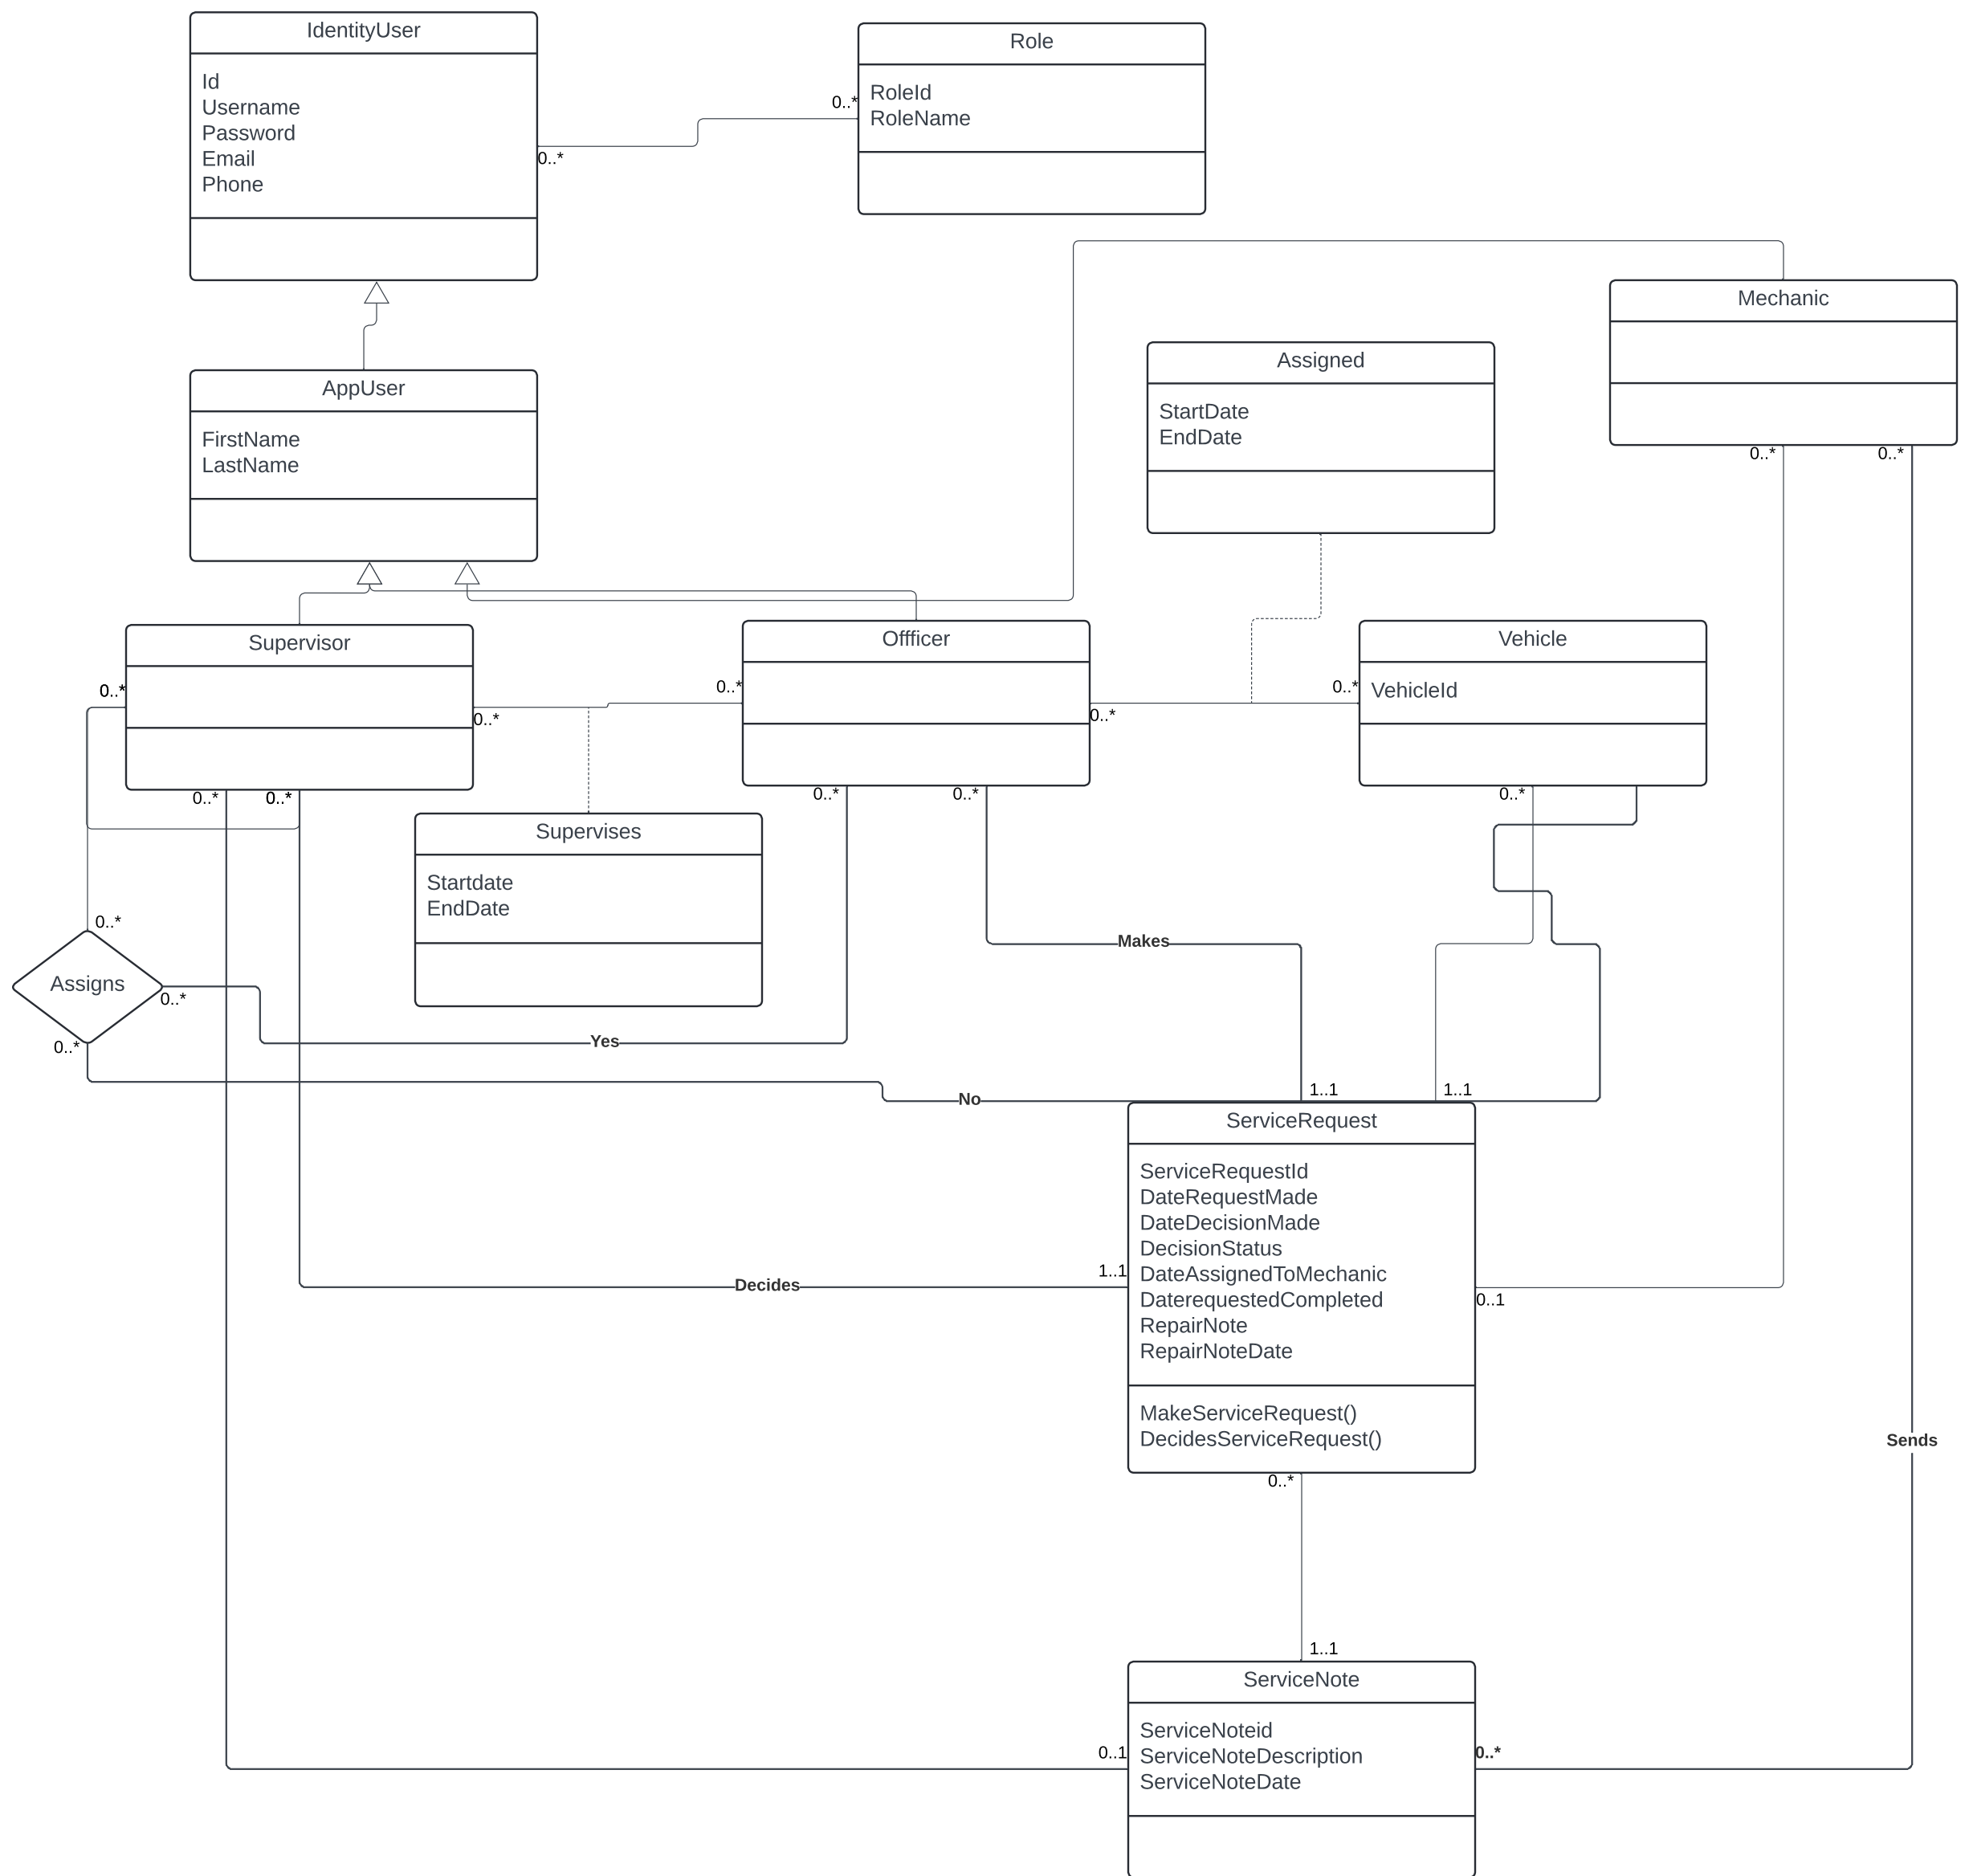 IdentityUser
Id
Username
Password
Email
Phone
0..*
0..*
Role
RoleId
RoleName
AppUser
FirstName
LastName
Assigned
StartDate
EndDate
Mechanic
0..*
0..*
Supervisor
0..*
0..*
0..*
0..*
Offficer
0..*
0..*
0..*
0..*
Vehicle
VehicleId
0..*
0..*
Supervises
Startdate
EndDate
0..*
Assigns
0..*
0..*
Makes
Yes
No
1..1
1..1
ServiceRequest
ServiceRequestId
DateRequestMade
DateDecisionMade
DecisionStatus
DateAssignedToMechanic
DaterequestedCompleted
RepairNote
RepairNoteDate
MakeServiceRequest()
DecidesServiceRequest()
Decides
1..1
0..1
Sends
0..*
1..1
ServiceNote
ServiceNoteid
ServiceNoteDescription
ServiceNoteDate
0..1
0..*